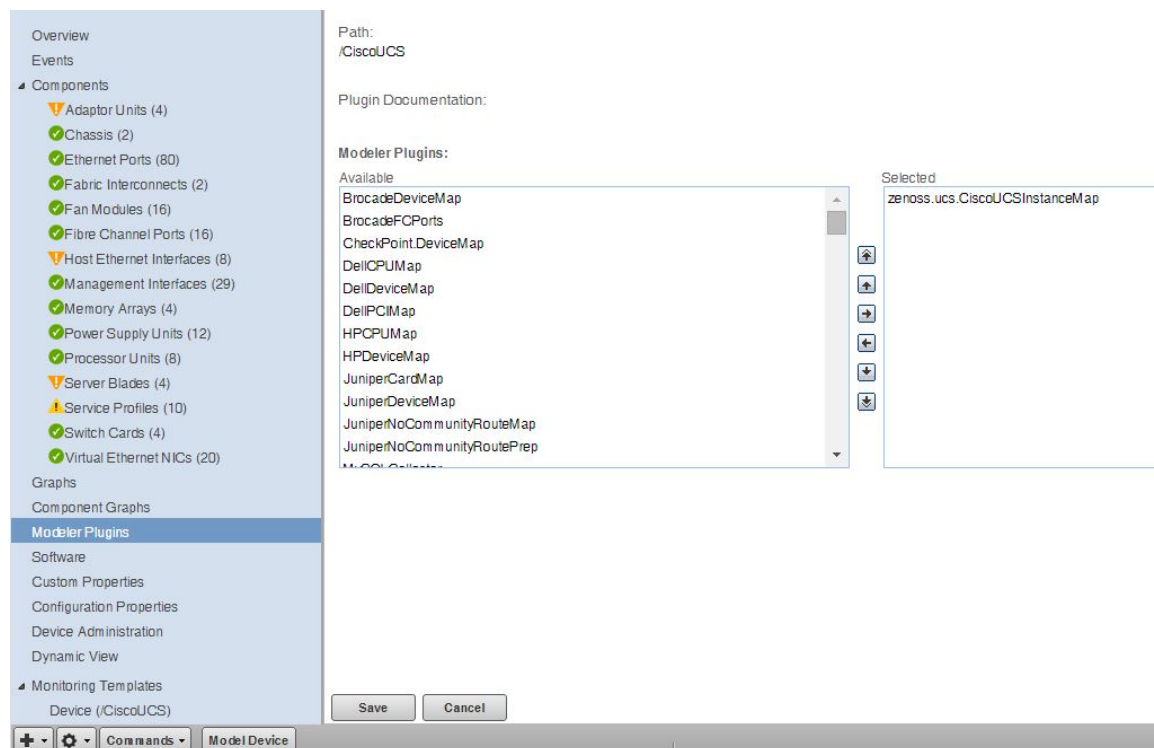 Overview
Events
Components
Adaptor Units (4)
Chassis (2)
Ethernet Ports (80)
Fabric Interconnects (2)
Fan Modules (16)
Fibre Channel Ports (16)
Host Ethernet Interfaces (8)
Management Interfaces (29)
Memory Arrays (4)
Power Supply Units (12)
Processor Units (8)
Server Blades (4)
Service Profiles (10)
Switch Cards (4)
Virtual Ethernet NICs (20)
Graphs
Component Graphs
Modeler Plugins
Software
Custom Properties
Configuration Properties
Device Administration
Dynamic View
Monitoring Templates
Device (/CiscoUCS)
Path:
/CiscoUCS
Plugin Documentation:
Modeler Plugins:
Available
BrocadeDeviceMap
BrocadeFCPorts
CheckPoint.DeviceMap
DellCPUMap
DellDeviceMap
DellPCIMap
HPCPUMap
HPDeviceMap
JuniperCardMap
JuniperDeviceMap
JuniperNoCommunityRouteMap
JuniperNoCommunityRoutePrep
Selected
zenoss.ucs.CiscoUCSInstanceMap
Save
Cancel
Commands
Model Device